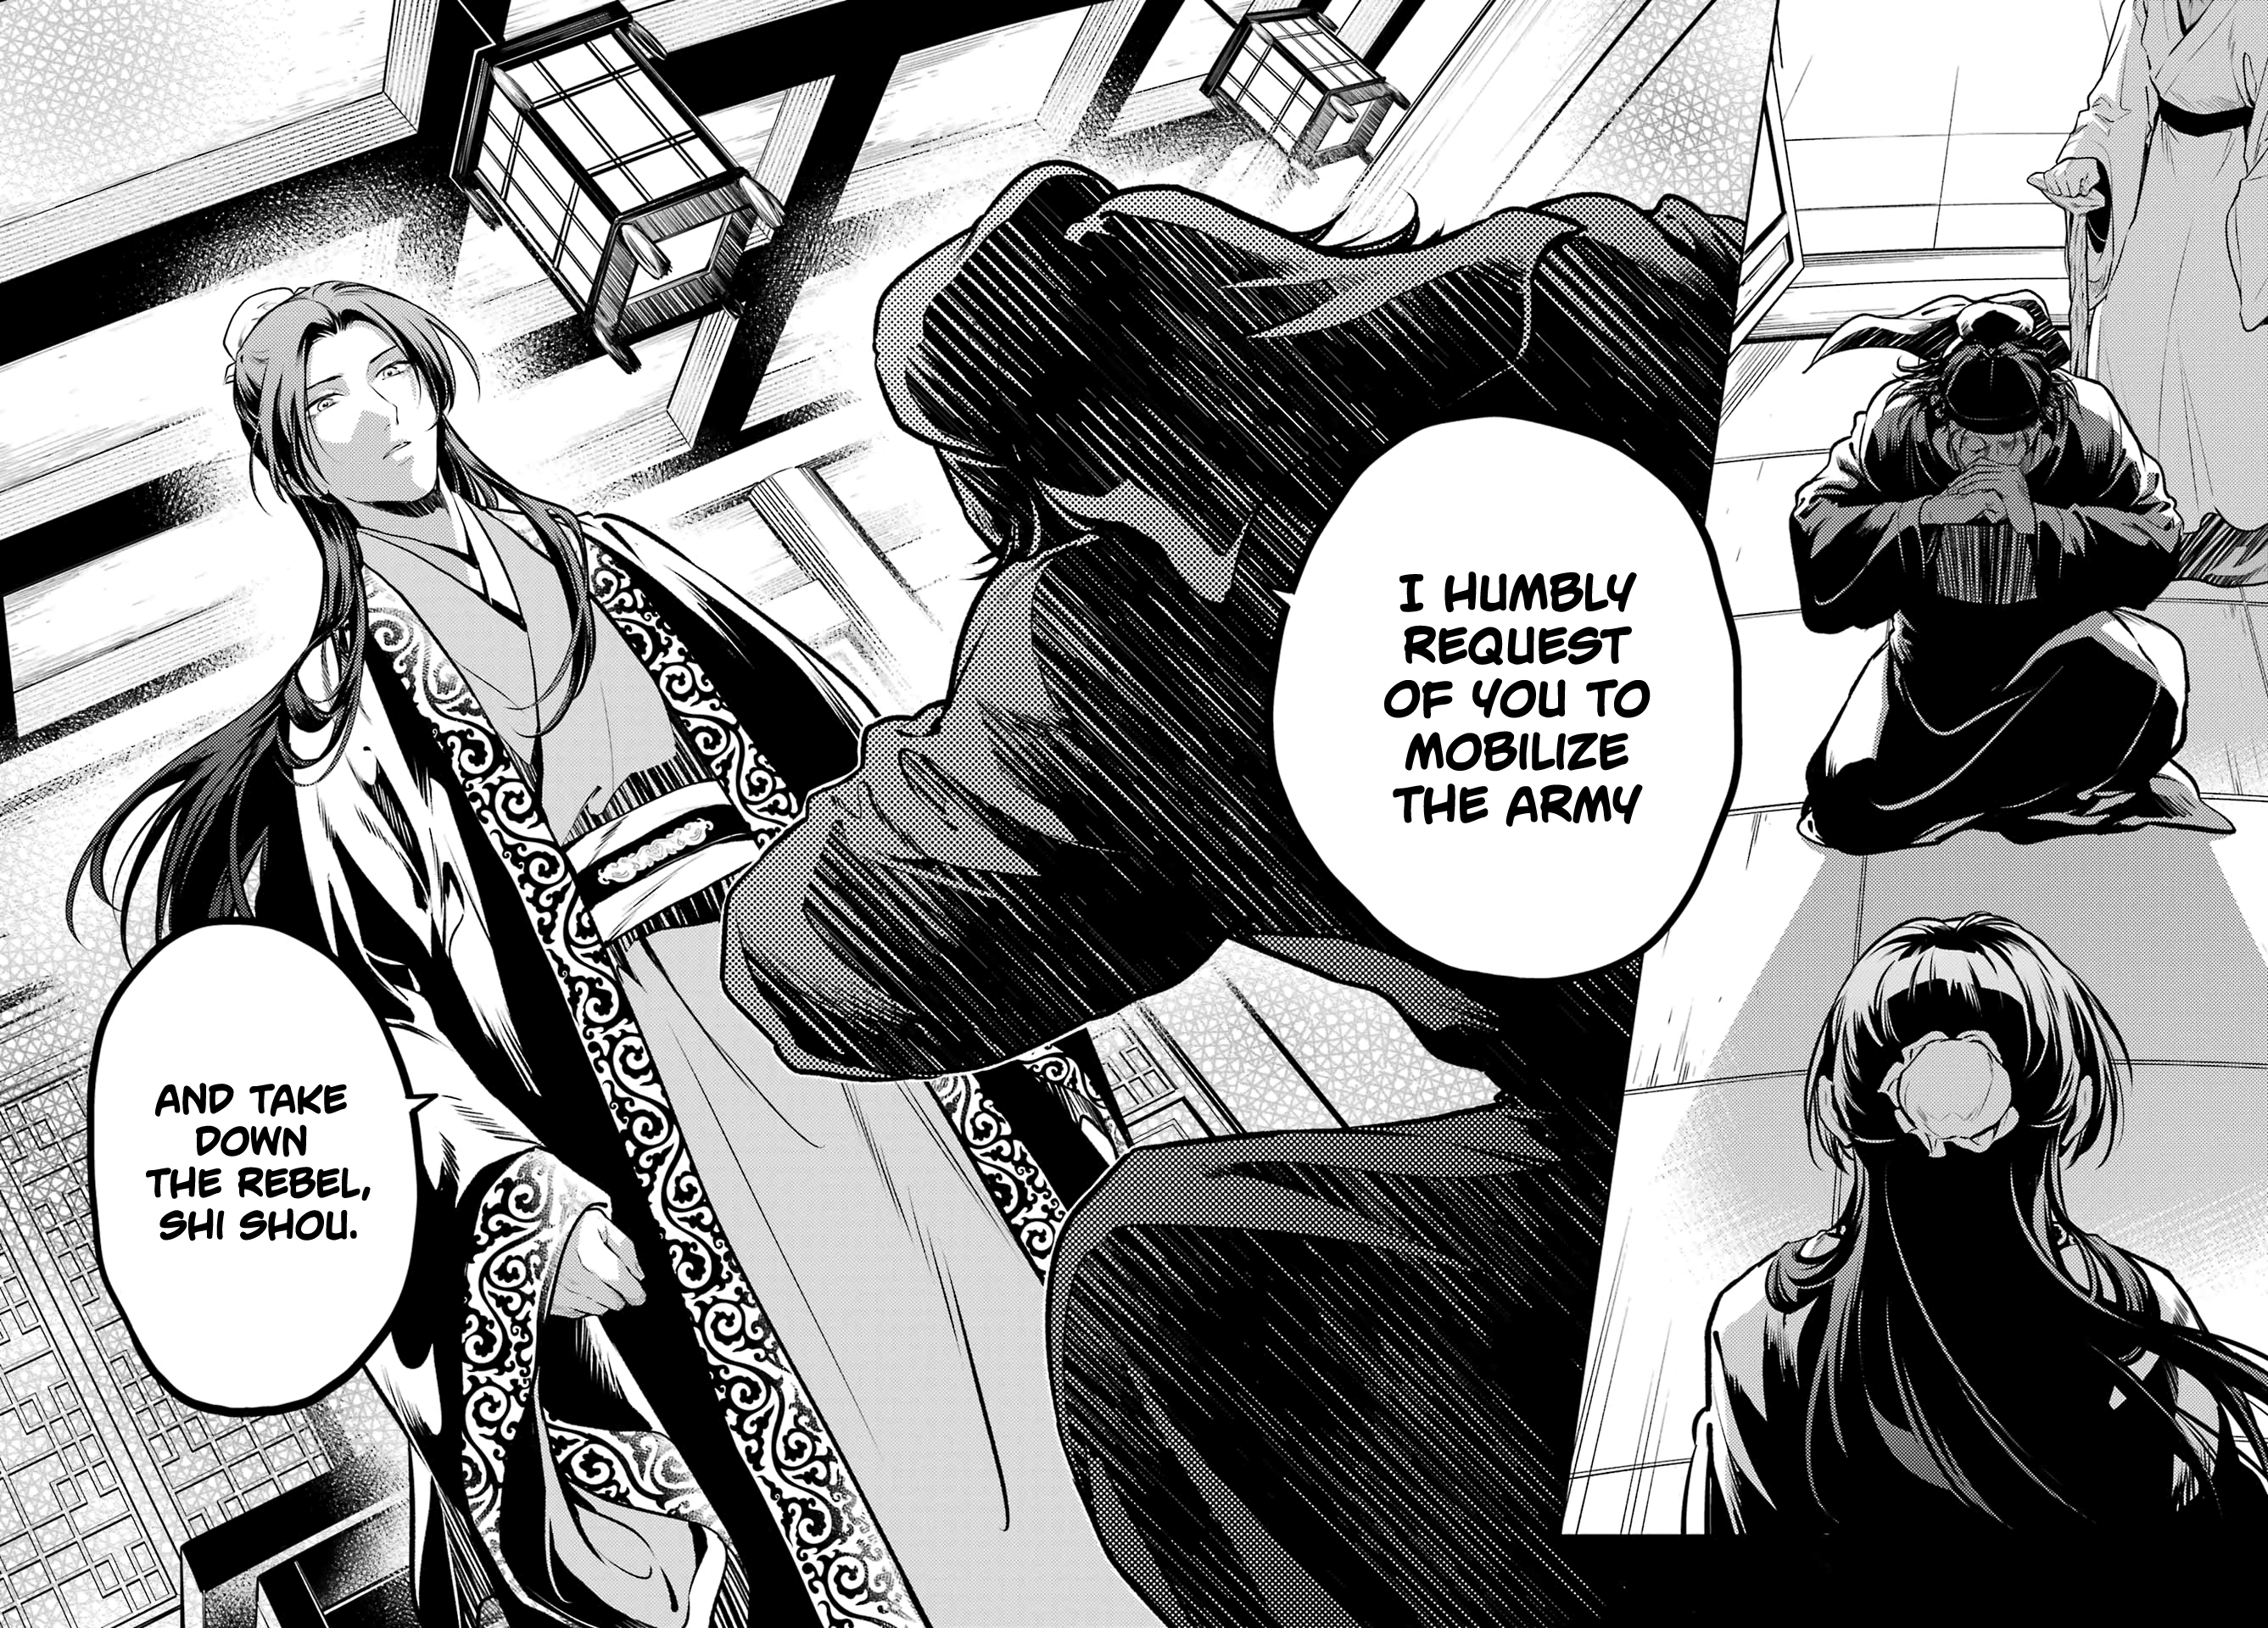 I HUMBLY
REQUEST
OF YOU TO
MOBILIZE
THE ARMY
AND TAKE
DOWN
THE REBEL,
SHI SHOU.